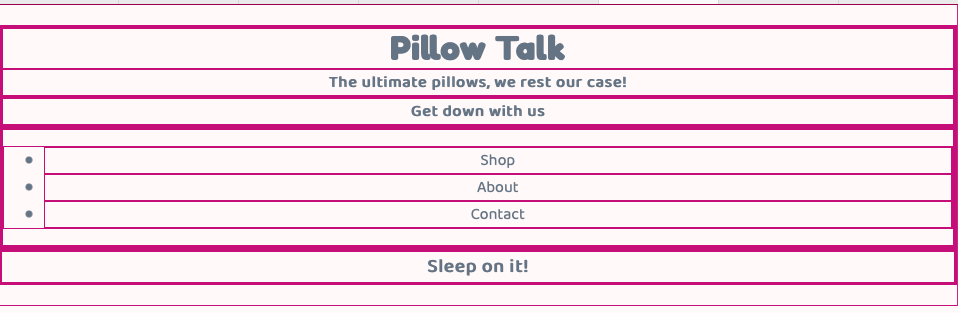 Pillow Talk
The ultimate pillows, we rest our case!
Get down with us
Shop
About
Contact
Sleep on it!